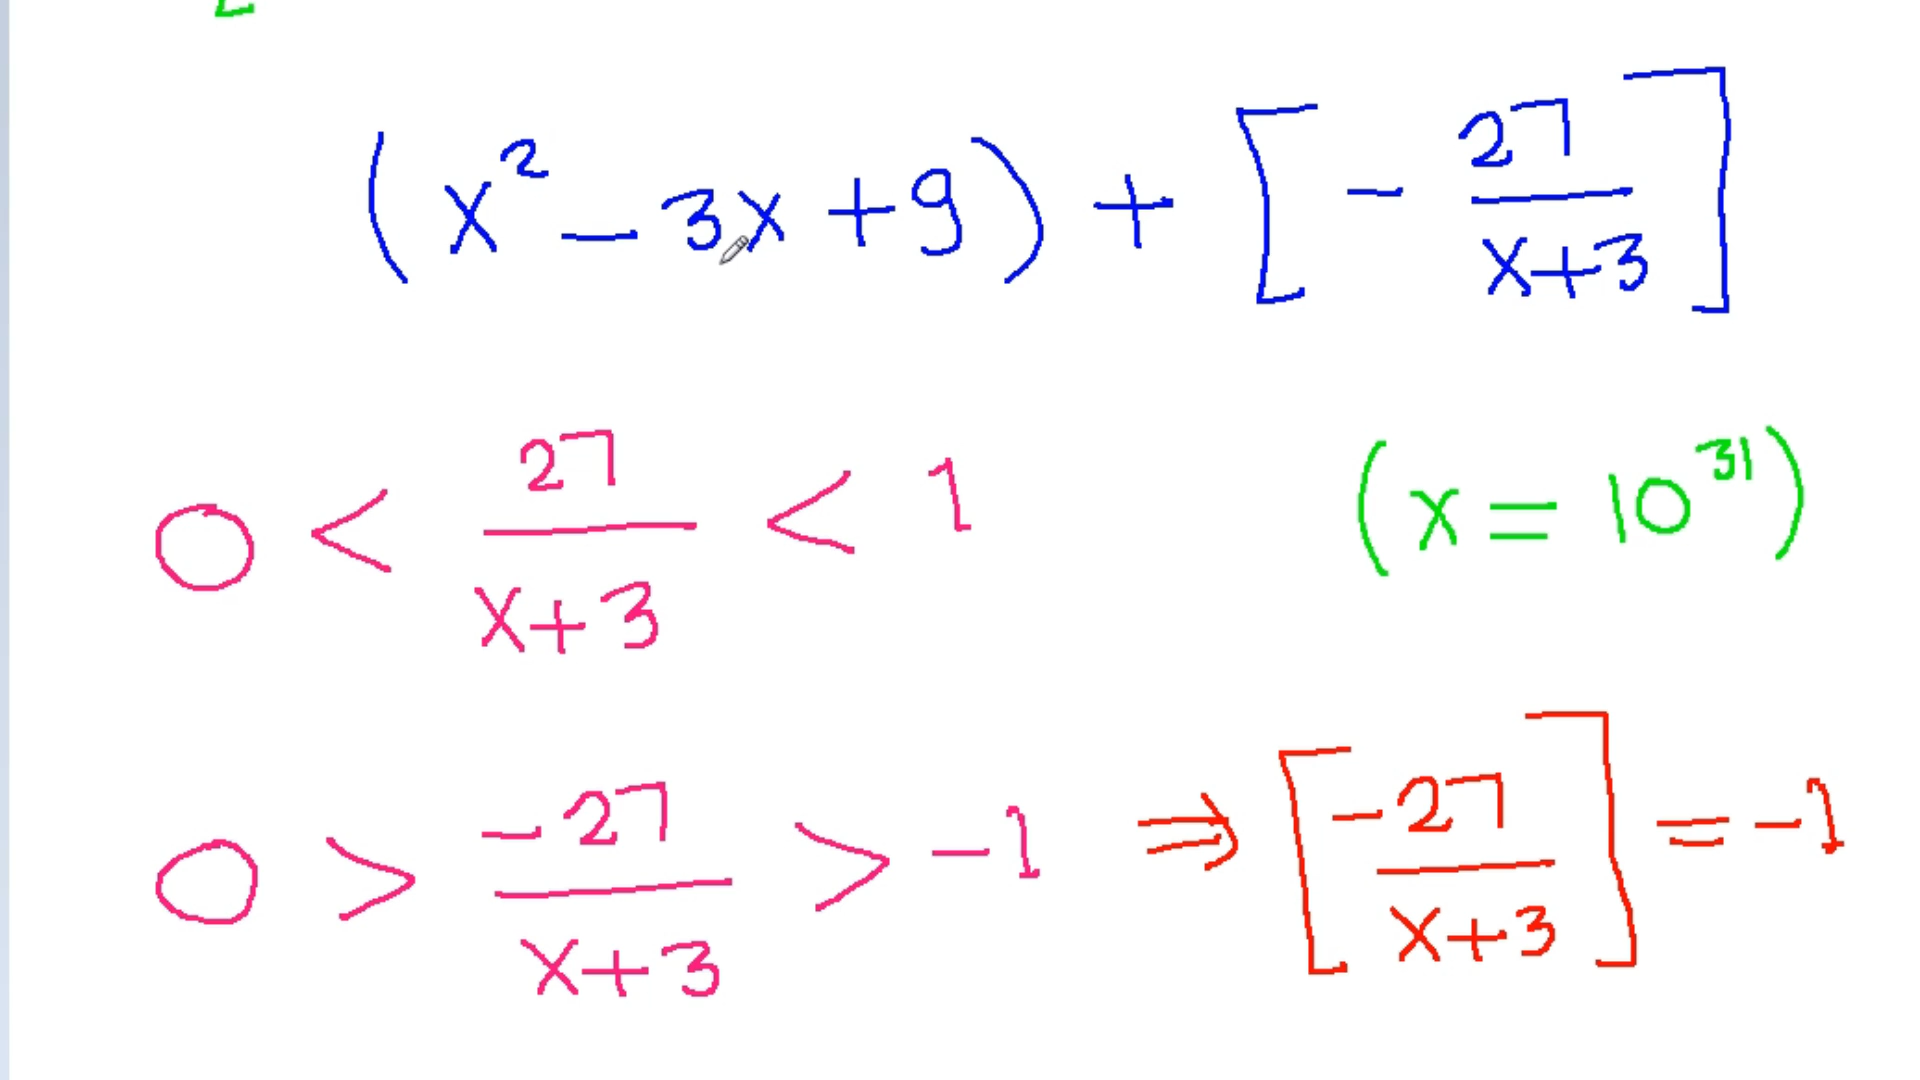 (x² - 3x + 9) + [- 27/(x+3)]
0 < 27/(x+3) < 1
(x = 10³¹)
0 > -27/(x+3) > -1 ⇒ [-27/(x+3)] = -1